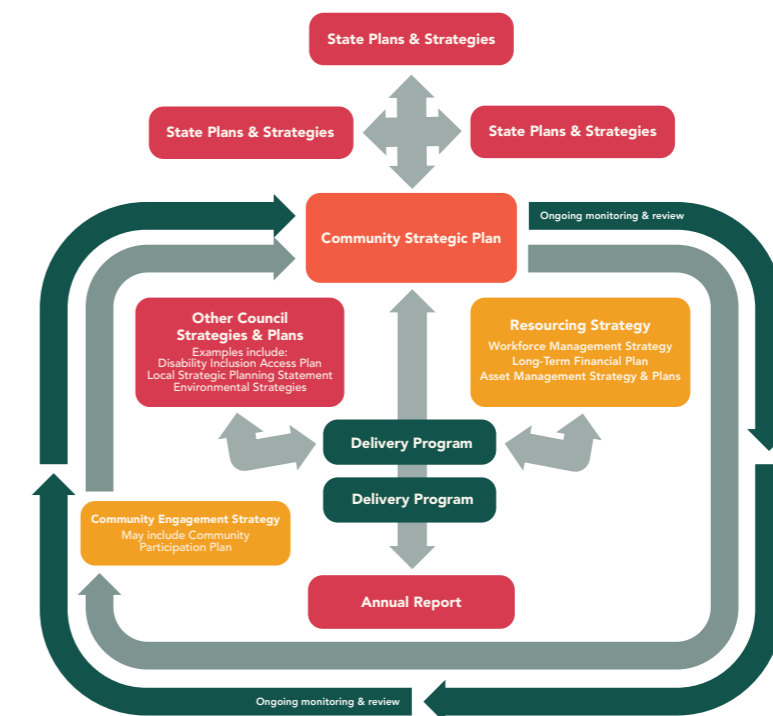 State Plans & Strategies
State Plans & Strategies
State Plans & Strategies
Community Strategic Plan
Ongoing monitoring & review
Other Council
Strategies & Plans
Examples include:
Disability Inclusion Access Plan
Local Strategic Planning Statement
Environmental Strategies
Resourcing Strategy
Workforce Management Strategy
Long-Term Financial Plan
Asset Management Strategy & Plans
Delivery Program
Delivery Program
Community Engagement Strategy
May include Community
Participation Plan
Annual Report
Ongoing monitoring & review